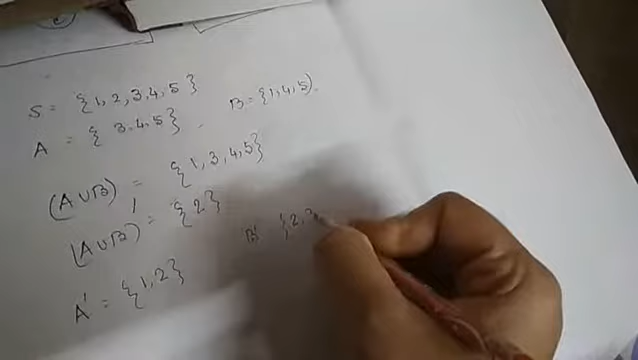 S = {1, 2, 3, 4, 5}
A = {3, 4, 5} B = {1, 4, 5}
(A∪B) = {1, 3, 4, 5}
(A∪B)' = {2}
A' = {1, 2} B' {2, 3